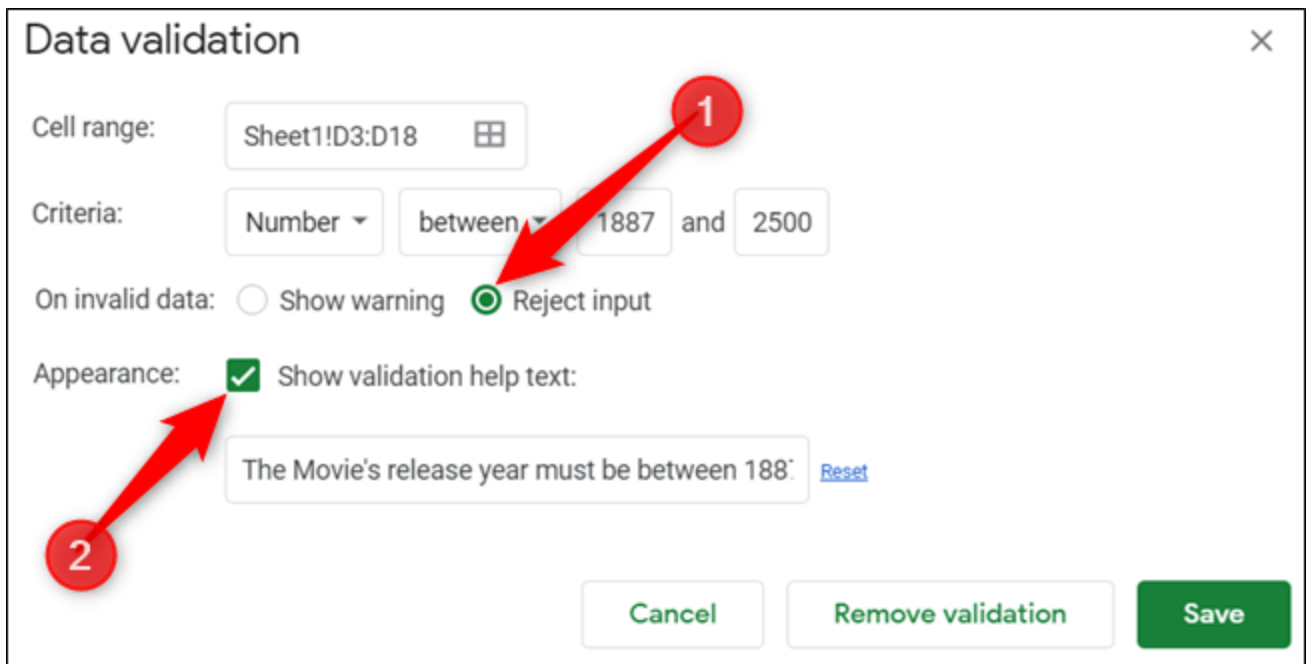 Data validation
1
Cell range: Sheet1!D3:D18
Criteria: Number between 1887 and 2500
On invalid data: Show warning Reject input
Appearance: Show validation help text:
The Movie's release year must be between 188 Reset
2
Cancel Remove validation Save